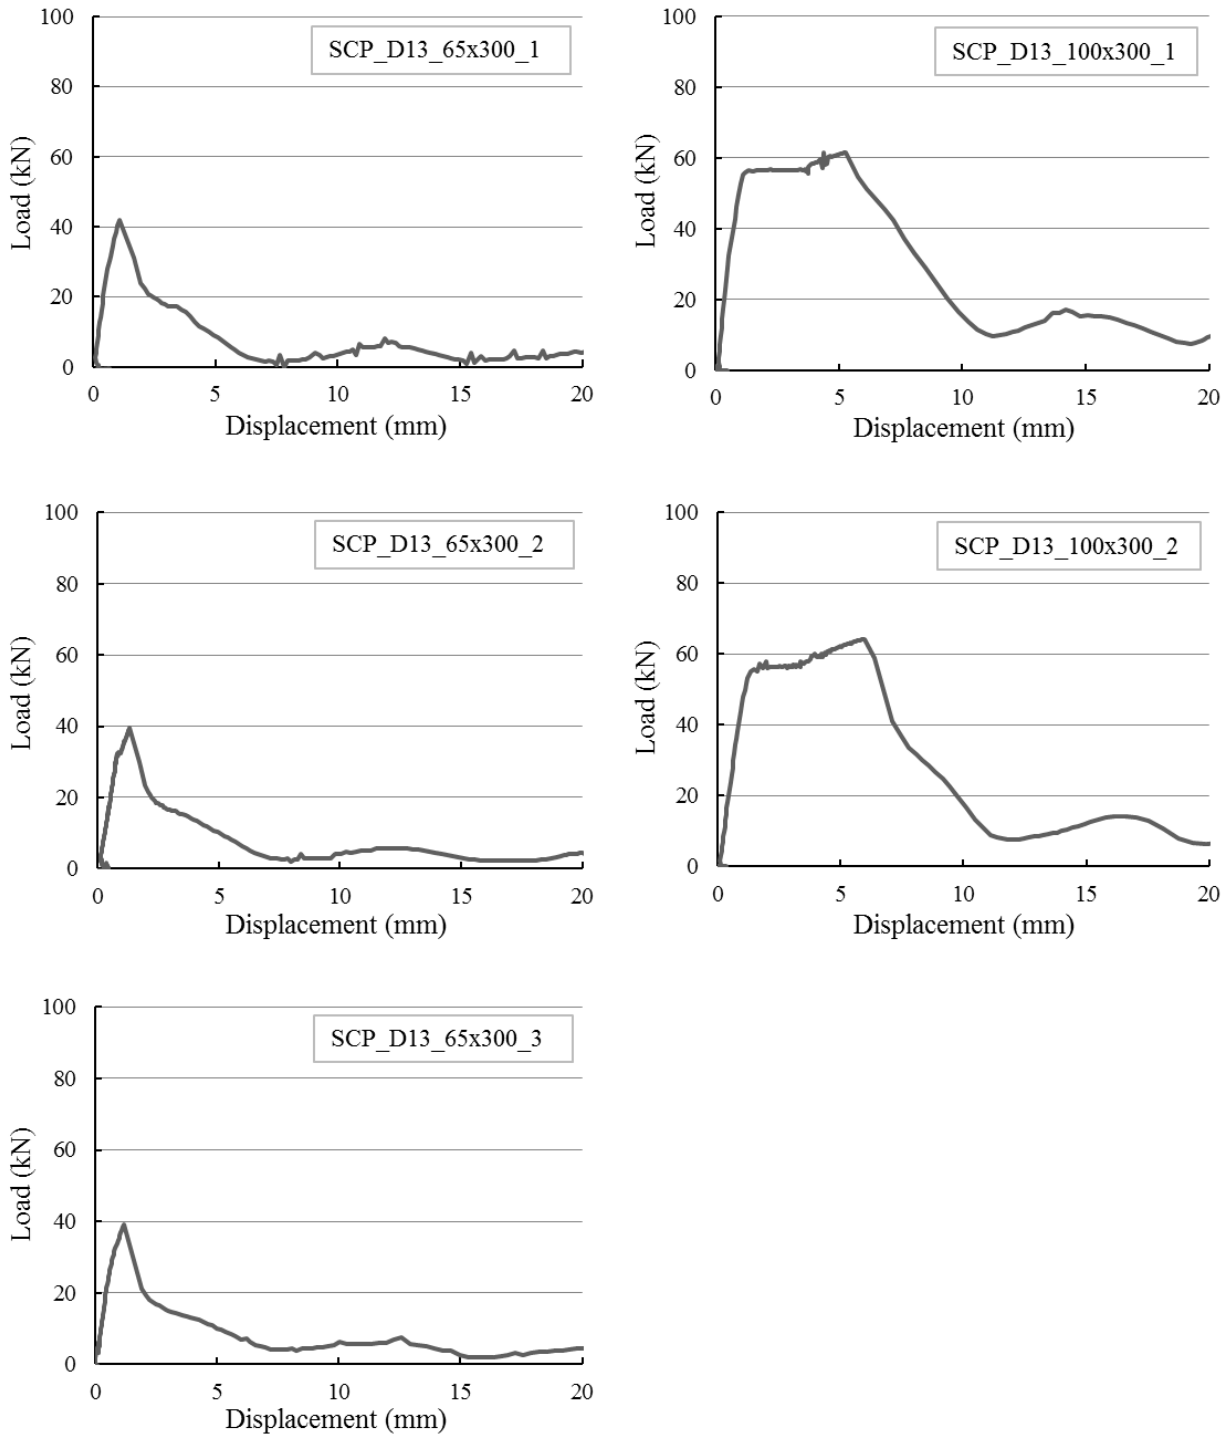 SCP_D13_65x300_1
Load (kN)
100
80
60
40
20
0
0 5 10 15 20
Displacement (mm)
SCP_D13_100x300_1
Load (kN)
100
80
60
40
20
0
0 5 10 15 20
Displacement (mm)
SCP_D13_65x300_2
Load (kN)
100
80
60
40
20
0
0 5 10 15 20
Displacement (mm)
SCP_D13_100x300_2
Load (kN)
100
80
60
40
20
0
0 5 10 15 20
Displacement (mm)
SCP_D13_65x300_3
Load (kN)
100
80
60
40
20
0
0 5 10 15 20
Displacement (mm)